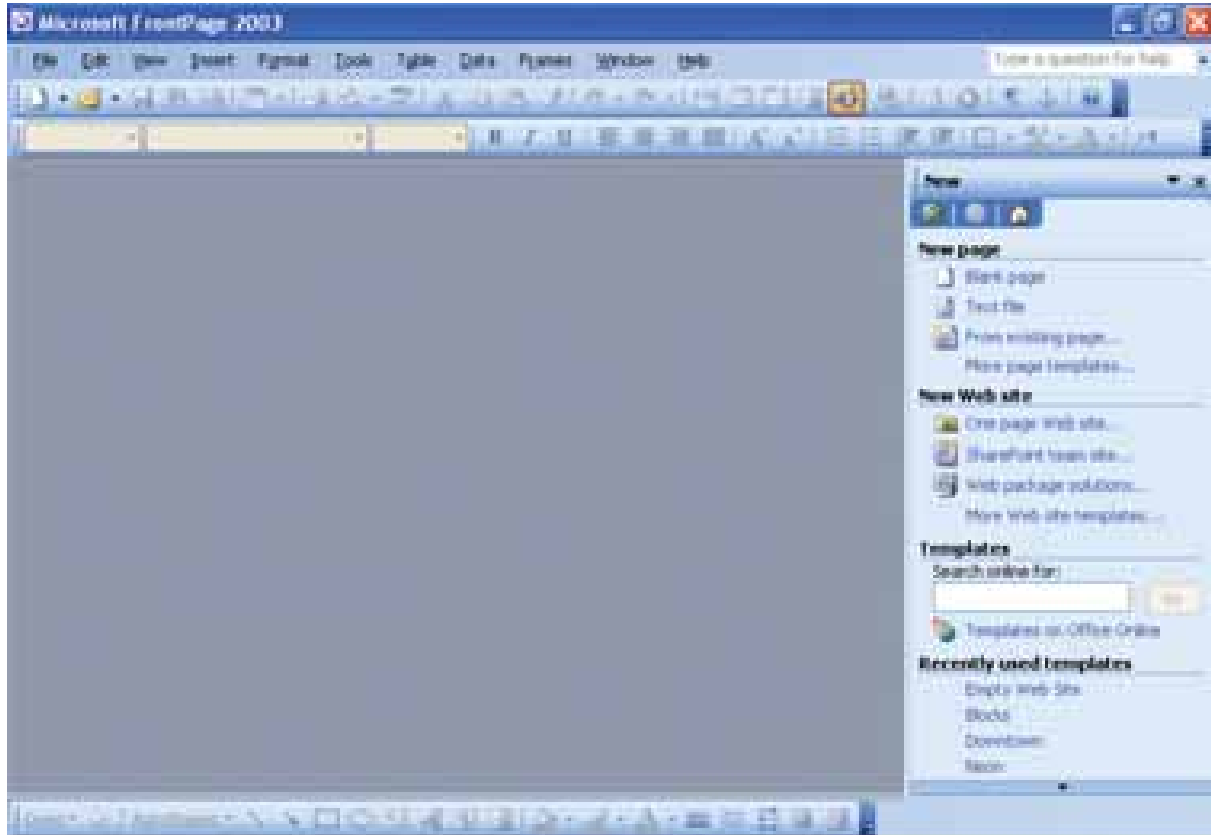 Microsoft FrontPage 2003
File Edit View Insert Format Tools Table Data Frames Window Help
Type a question for help
B I U
New
New page
Blank page
Text file
From existing page...
More page templates...
New Web site
One page Web site...
SharePoint team site...
Web package solutions...
More Web site templates...
Templates
Search online for:
Go
Templates on Office Online
Recently used templates
Empty Web Site
Blocks
Downtown
Neon
Draw AutoShapes